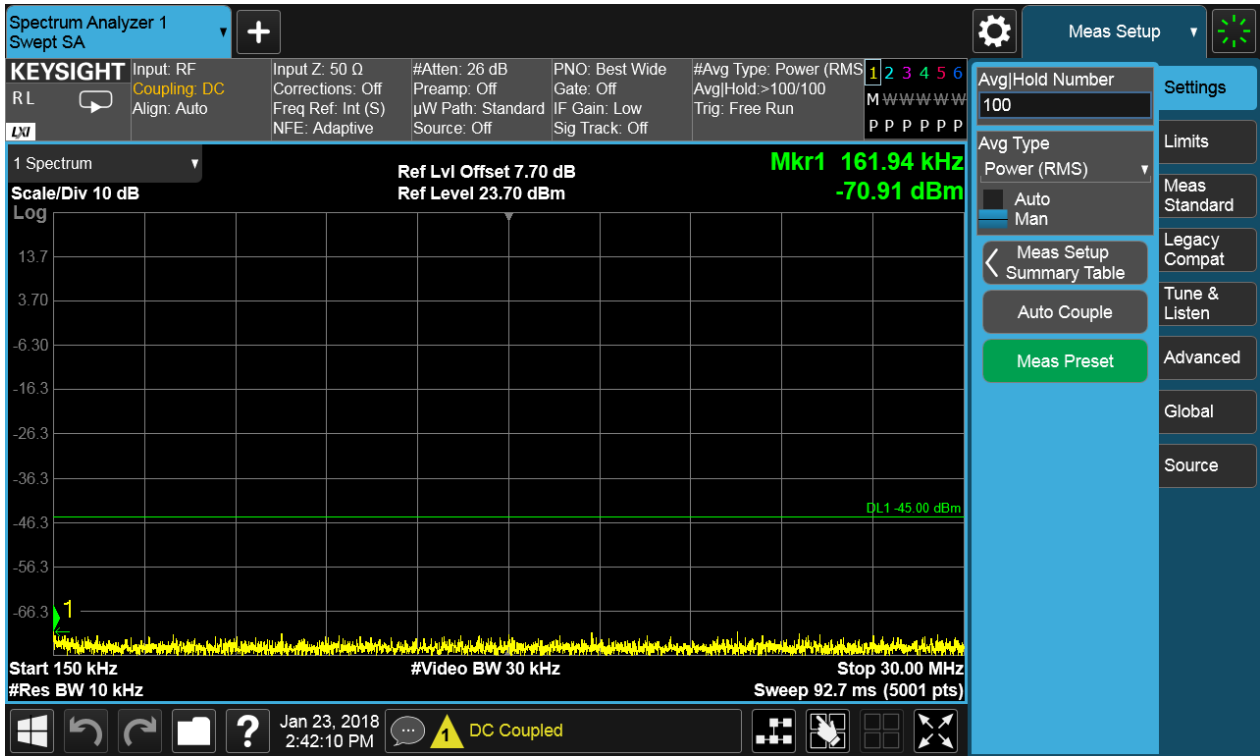 Spectrum Analyzer 1
Swept SA
Meas Setup
KEYSIGHT
R L
LXI
Input: RF
Coupling: DC
Align: Auto
Input Z: 50 Ω
Corrections: Off
Freq Ref: Int (S)
NFE: Adaptive
#Atten: 26 dB
Preamp: Off
µW Path: Standard
Source: Off
PNO: Best Wide
Gate: Off
IF Gain: Low
Sig Track: Off
#Avg Type: Power (RMS
Avg|Hold:>100/100
Trig: Free Run
1 2 3 4 5 6
M W W W W W
P P P P P P
1 Spectrum
Scale/Div 10 dB
Log
Ref Lvl Offset 7.70 dB
Ref Level 23.70 dBm
Mkr1 161.94 kHz
-70.91 dBm
13.7
3.70
-6.30
-16.3
-26.3
-36.3
DL1 -45.00 dBm
-46.3
-56.3
-66.3
1
Start 150 kHz
#Video BW 30 kHz
Stop 30.00 MHz
#Res BW 10 kHz
Sweep 92.7 ms (5001 pts)
Avg|Hold Number
100
Avg Type
Power (RMS)
Auto
Man
Meas Setup
Summary Table
Auto Couple
Meas Preset
Settings
Limits
Meas
Standard
Legacy
Compat
Tune &
Listen
Advanced
Global
Source
?
Jan 23, 2018
2:42:10 PM
1
DC Coupled